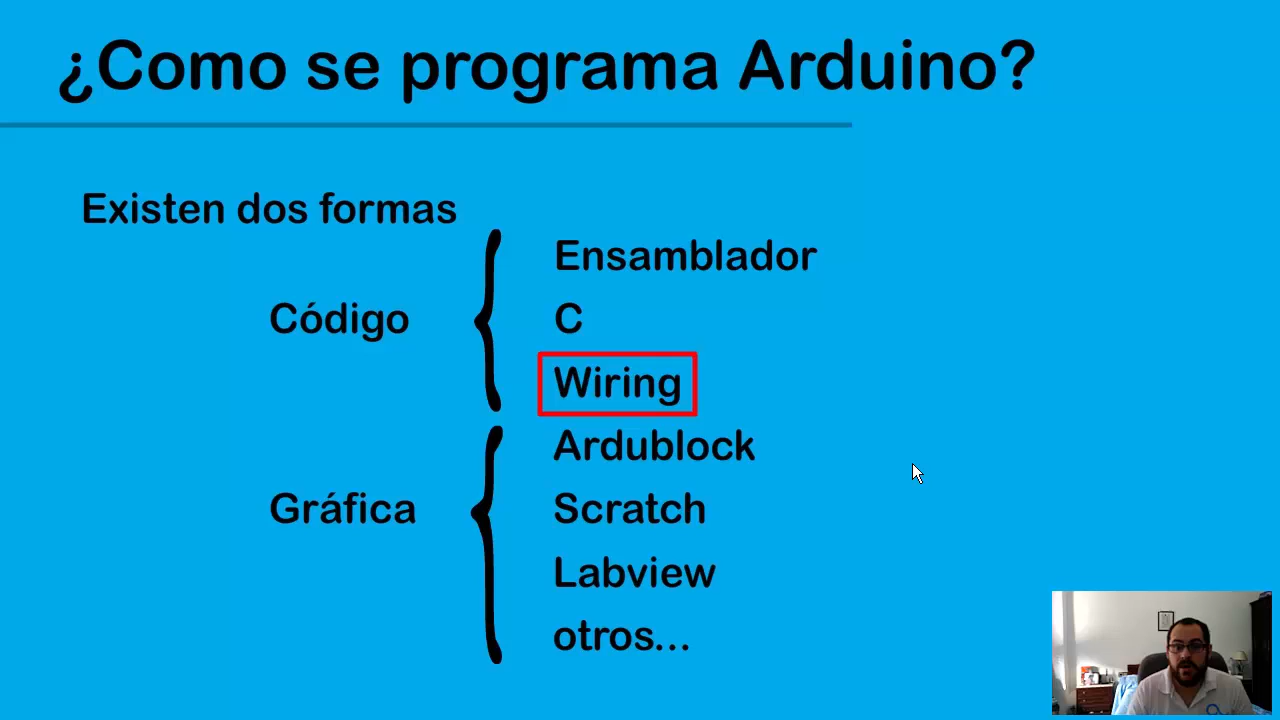 ¿Como se programa Arduino?
Existen dos formas
Código
Ensamblador
C
Wiring
Gráfica
Ardublock
Scratch
Labview
otros...